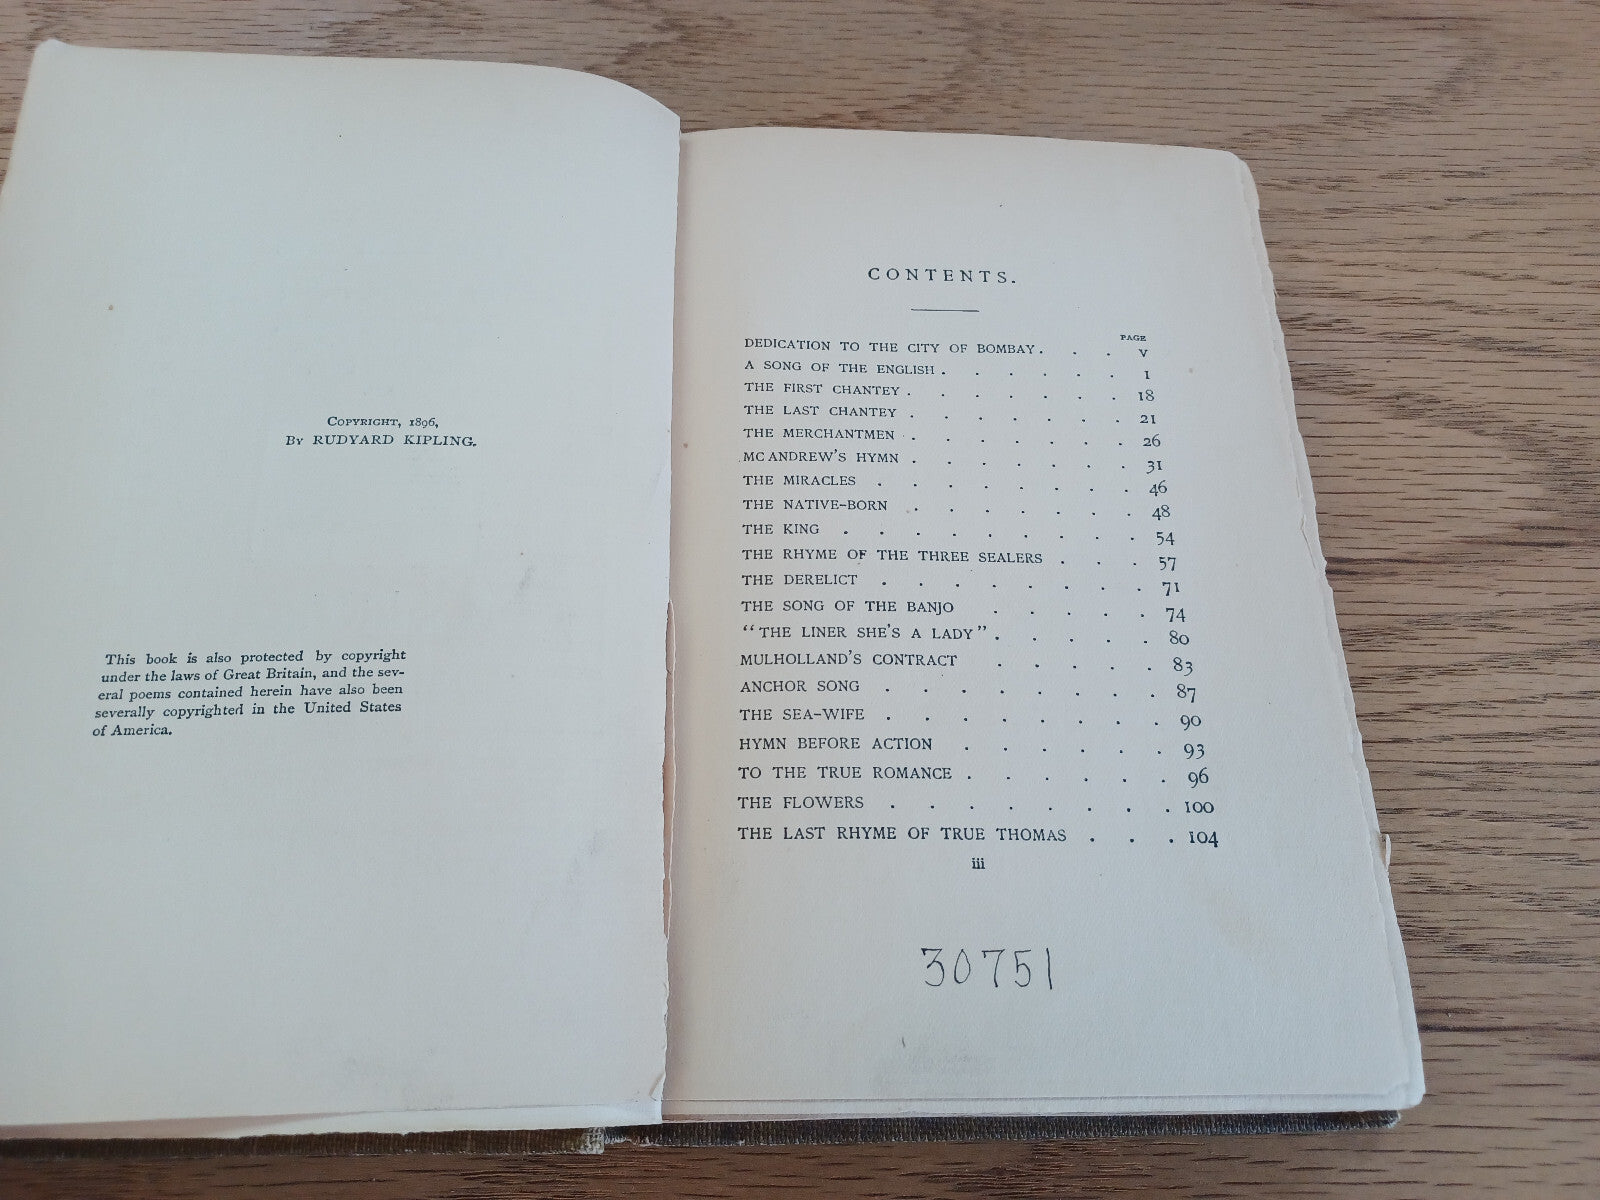 Copyright, 1896,
By RUDYARD KIPLING.
This book is also protected by copyright
under the laws of Great Britain, and the sev-
eral poems contained herein have also been
severally copyrighted in the United States
of America.
CONTENTS.
PAGE
DEDICATION TO THE CITY OF BOMBAY . . . V
A SONG OF THE ENGLISH . . . . . . 1
THE FIRST CHANTEY . . . . . . . 18
THE LAST CHANTEY . . . . . . . 21
THE MERCHANTMEN . . . . . . . 26
MCANDREW'S HYMN . . . . . . . 31
THE MIRACLES . . . . . . . . 46
THE NATIVE-BORN . . . . . . . 48
THE KING . . . . . . . . . 54
THE RHYME OF THE THREE SEALERS . . . 57
THE DERELICT . . . . . . . . 71
THE SONG OF THE BANJO . . . . . 74
"THE LINER SHE'S A LADY" . . . . . 80
MULHOLLAND'S CONTRACT . . . . . 83
ANCHOR SONG . . . . . . . . 87
THE SEA-WIFE . . . . . . . . 90
HYMN BEFORE ACTION . . . . . . 93
TO THE TRUE ROMANCE . . . . . . 96
THE FLOWERS . . . . . . . . 100
THE LAST RHYME OF TRUE THOMAS . . . 104
iii
30751